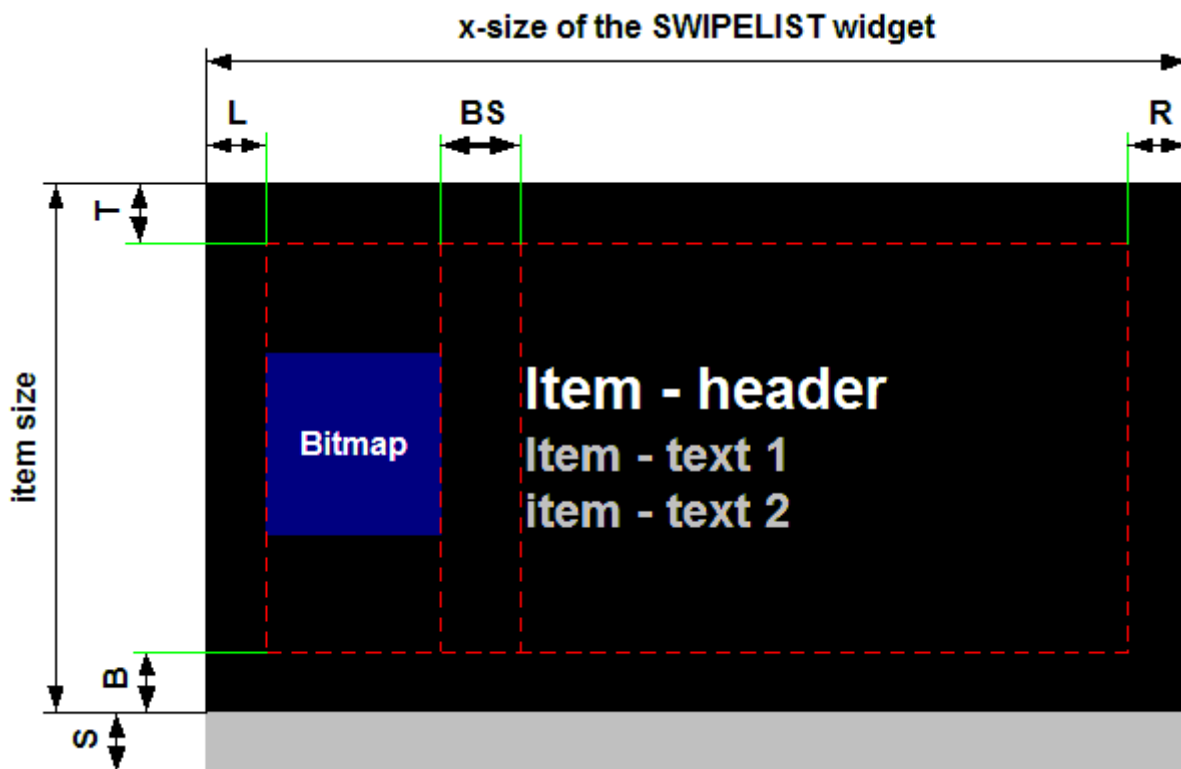 x-size of the SWIPELIST widget
L
BS
R
T
item size
Item - header
Bitmap
Item - text 1
item - text 2
B
S